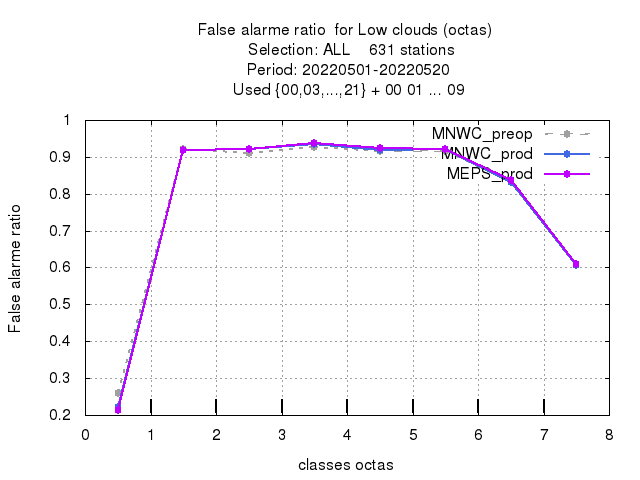 False alarme ratio  for Low clouds (octas)
Selection: ALL    631 stations
Period: 20220501-20220520
Used {00,03,...,21} + 00 01 ... 09
MNWC_preop
MNWC_prod
MEPS_prod
False alarme ratio
1
0.9
0.8
0.7
0.6
0.5
0.4
0.3
0.2
0 1 2 3 4 5 6 7 8
classes octas